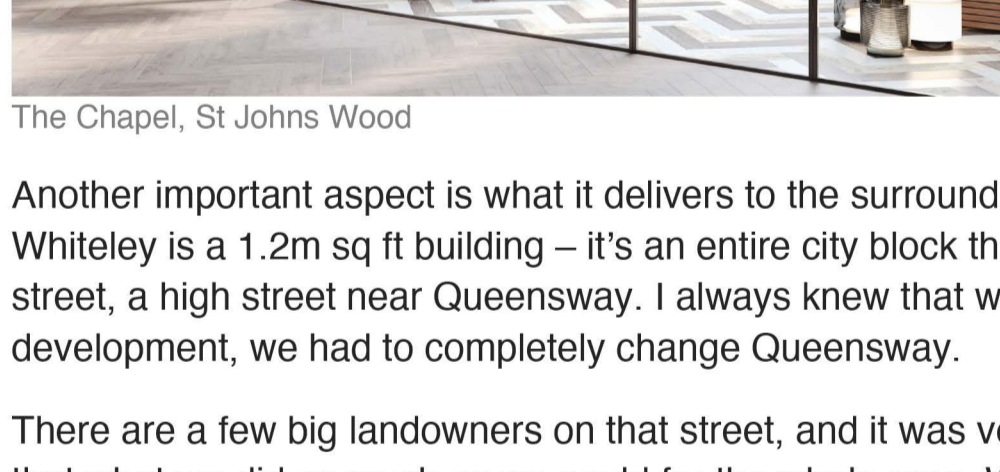 The Chapel, St Johns Wood
Another important aspect is what it delivers to the surround
Whiteley is a 1.2m sq ft building – it's an entire city block th
street, a high street near Queensway. I always knew that w
development, we had to completely change Queensway.
There are a few big landowners on that street, and it was v